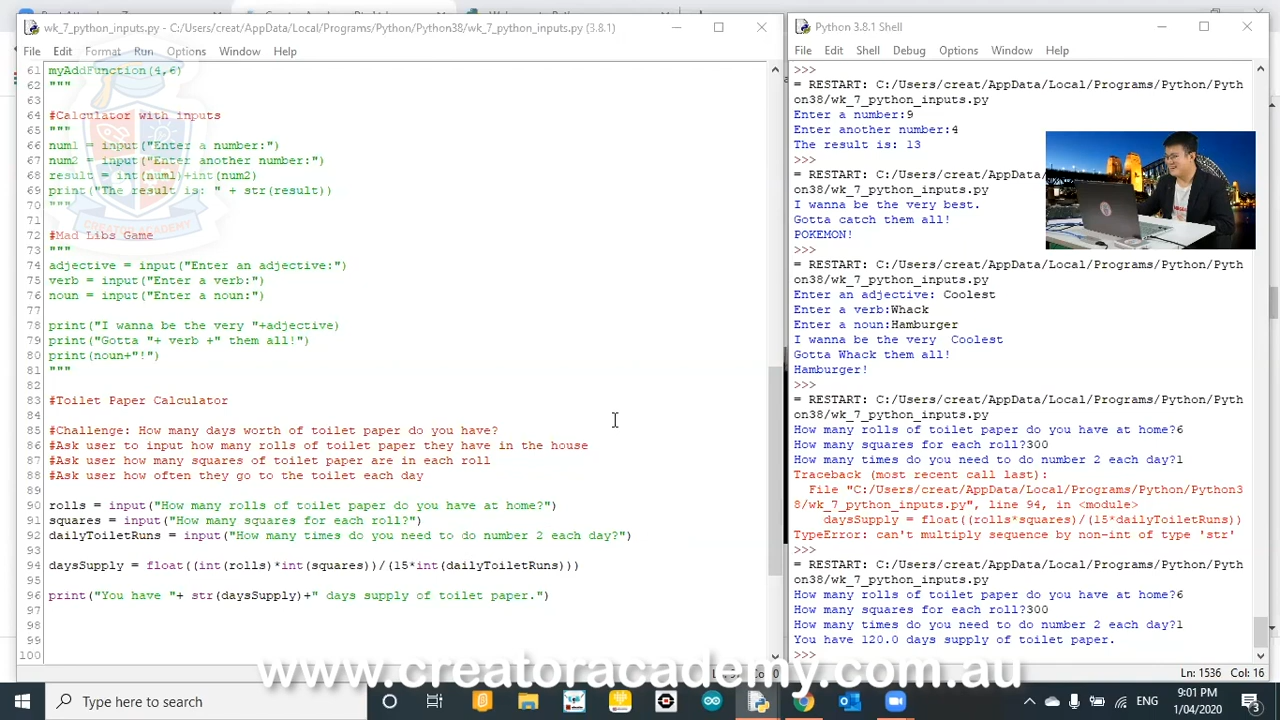 wk_7_python_inputs.py - C:/Users/creat/AppData/Local/Programs/Python/Python38/wk_7_python_inputs.py (3.8.1)
File Edit Format Run Options Window Help
61 myAddFunction(4,6)
62 """
63
64 #Calculator with inputs
65 """
66 num1 = input("Enter a number:")
67 num2 = input("Enter another number:")
68 result = int(num1)+int(num2)
69 print("The result is: " + str(result))
70 """
71
72 #Mad Libs Game
73 """
74 adjective = input("Enter an adjective:")
75 verb = input("Enter a verb:")
76 noun = input("Enter a noun:")
77
78 print("I wanna be the very "+adjective)
79 print("Gotta "+ verb +" them all!")
80 print(noun+"!")
81 """
82
83 #Toilet Paper Calculator
84
85 #Challenge: How many days worth of toilet paper do you have?
86 #Ask user to input how many rolls of toilet paper they have in the house
87 #Ask user how many squares of toilet paper are in each roll
88 #Ask user how often they go to the toilet each day
89
90 rolls = input("How many rolls of toilet paper do you have at home?")
91 squares = input("How many squares for each roll?")
92 dailyToiletRuns = input("How many times do you need to do number 2 each day?")
93
94 daysSupply = float((int(rolls)*int(squares))/(15*int(dailyToiletRuns)))
95
96 print("You have "+ str(daysSupply)+" days supply of toilet paper.")
97
98
99
100
CREATOR ACADEMY
Python 3.8.1 Shell
File Edit Shell Debug Options Window Help
>>>
= RESTART: C:/Users/creat/AppData/Local/Programs/Python/Pyth
on38/wk_7_python_inputs.py
Enter a number:9
Enter another number:4
The result is: 13
>>>
= RESTART: C:/Users/creat/AppData/Loca
on38/wk_7_python_inputs.py
I wanna be the very best.
Gotta catch them all!
POKEMON!
>>>
= RESTART: C:/Users/creat/AppData/Local/Programs/Python/Pyth
on38/wk_7_python_inputs.py
Enter an adjective: Coolest
Enter a verb:Whack
Enter a noun:Hamburger
I wanna be the very  Coolest
Gotta Whack them all!
Hamburger!
>>>
= RESTART: C:/Users/creat/AppData/Local/Programs/Python/Pyth
on38/wk_7_python_inputs.py
How many rolls of toilet paper do you have at home?6
How many squares for each roll?300
How many times do you need to do number 2 each day?1
Traceback (most recent call last):
File "C:/Users/creat/AppData/Local/Programs/Python/Python3
8/wk_7_python_inputs.py", line 94, in <module>
daysSupply = float((rolls*squares)/(15*dailyToiletRuns))
TypeError: can't multiply sequence by non-int of type 'str'
>>>
= RESTART: C:/Users/creat/AppData/Local/Programs/Python/Pyth
on38/wk_7_python_inputs.py
How many rolls of toilet paper do you have at home?6
How many squares for each roll?300
How many times do you need to do number 2 each day?1
You have 120.0 days supply of toilet paper.
>>>
Ln: 1536 Col: 16
www.creatoracademy.com.au
Type here to search
ENG
9:01 PM
1/04/2020
3